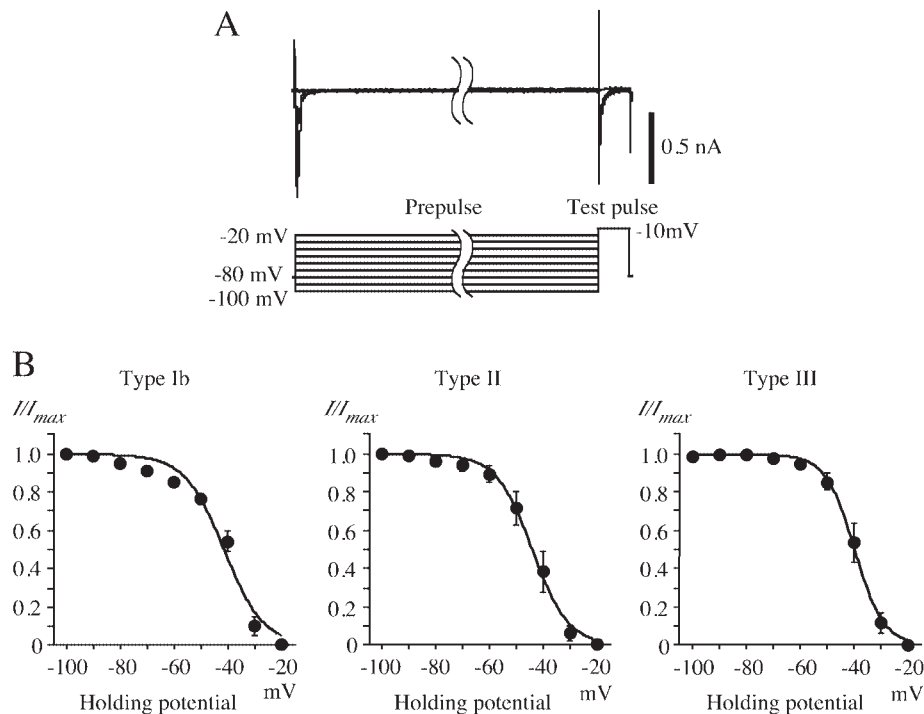 A
0.5 nA
Prepulse Test pulse
-20 mV
-10mV
-80 mV
-100 mV
B
Type Ib Type II Type III
I/Imax I/Imax I/Imax
1.0 1.0 1.0
0.8 0.8 0.8
0.6 0.6 0.6
0.4 0.4 0.4
0.2 0.2 0.2
0 0 0
-100 -80 -60 -40 -20 -100 -80 -60 -40 -20 -100 -80 -60 -40 -20
Holding potential mV Holding potential mV Holding potential mV